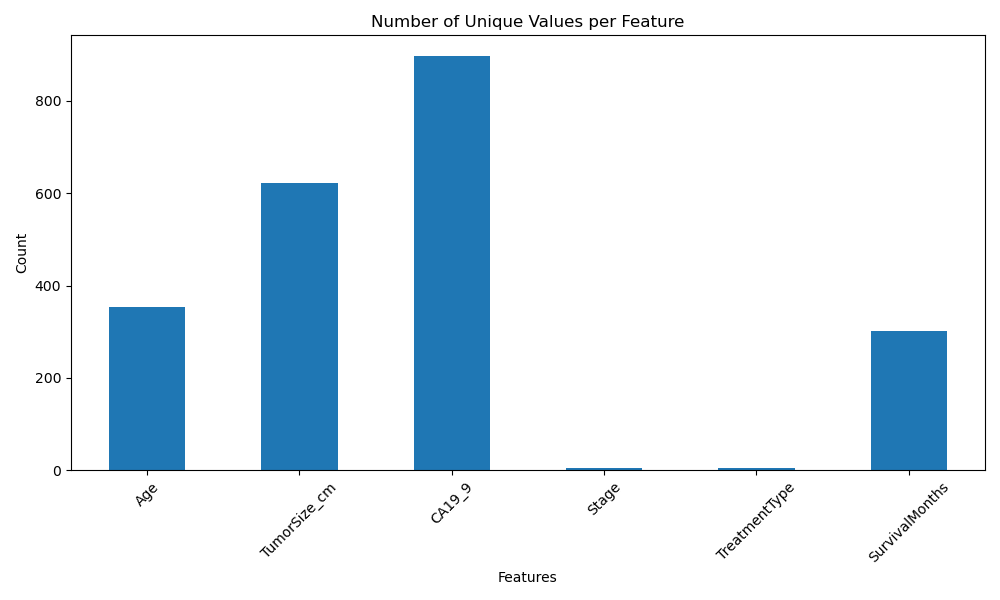 Number of Unique Values per Feature
Count
800
600
400
200
0
Age
TumorSize_cm
CA19_9
Stage
TreatmentType
SurvivalMonths
Features